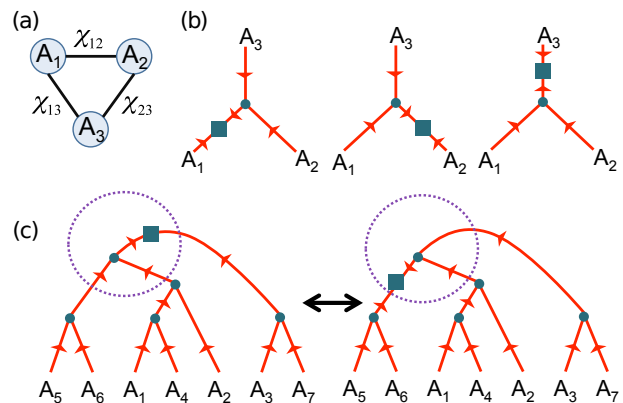 (a)
A₁ χ₁₂ A₂
χ₁₃ χ₂₃
A₃
(b)
A₃ A₃ A₃
A₁ A₂ A₁ A₂ A₁ A₂
(c)
A₅ A₆ A₁ A₄ A₂ A₃ A₇ A₅ A₆ A₁ A₄ A₂ A₃ A₇